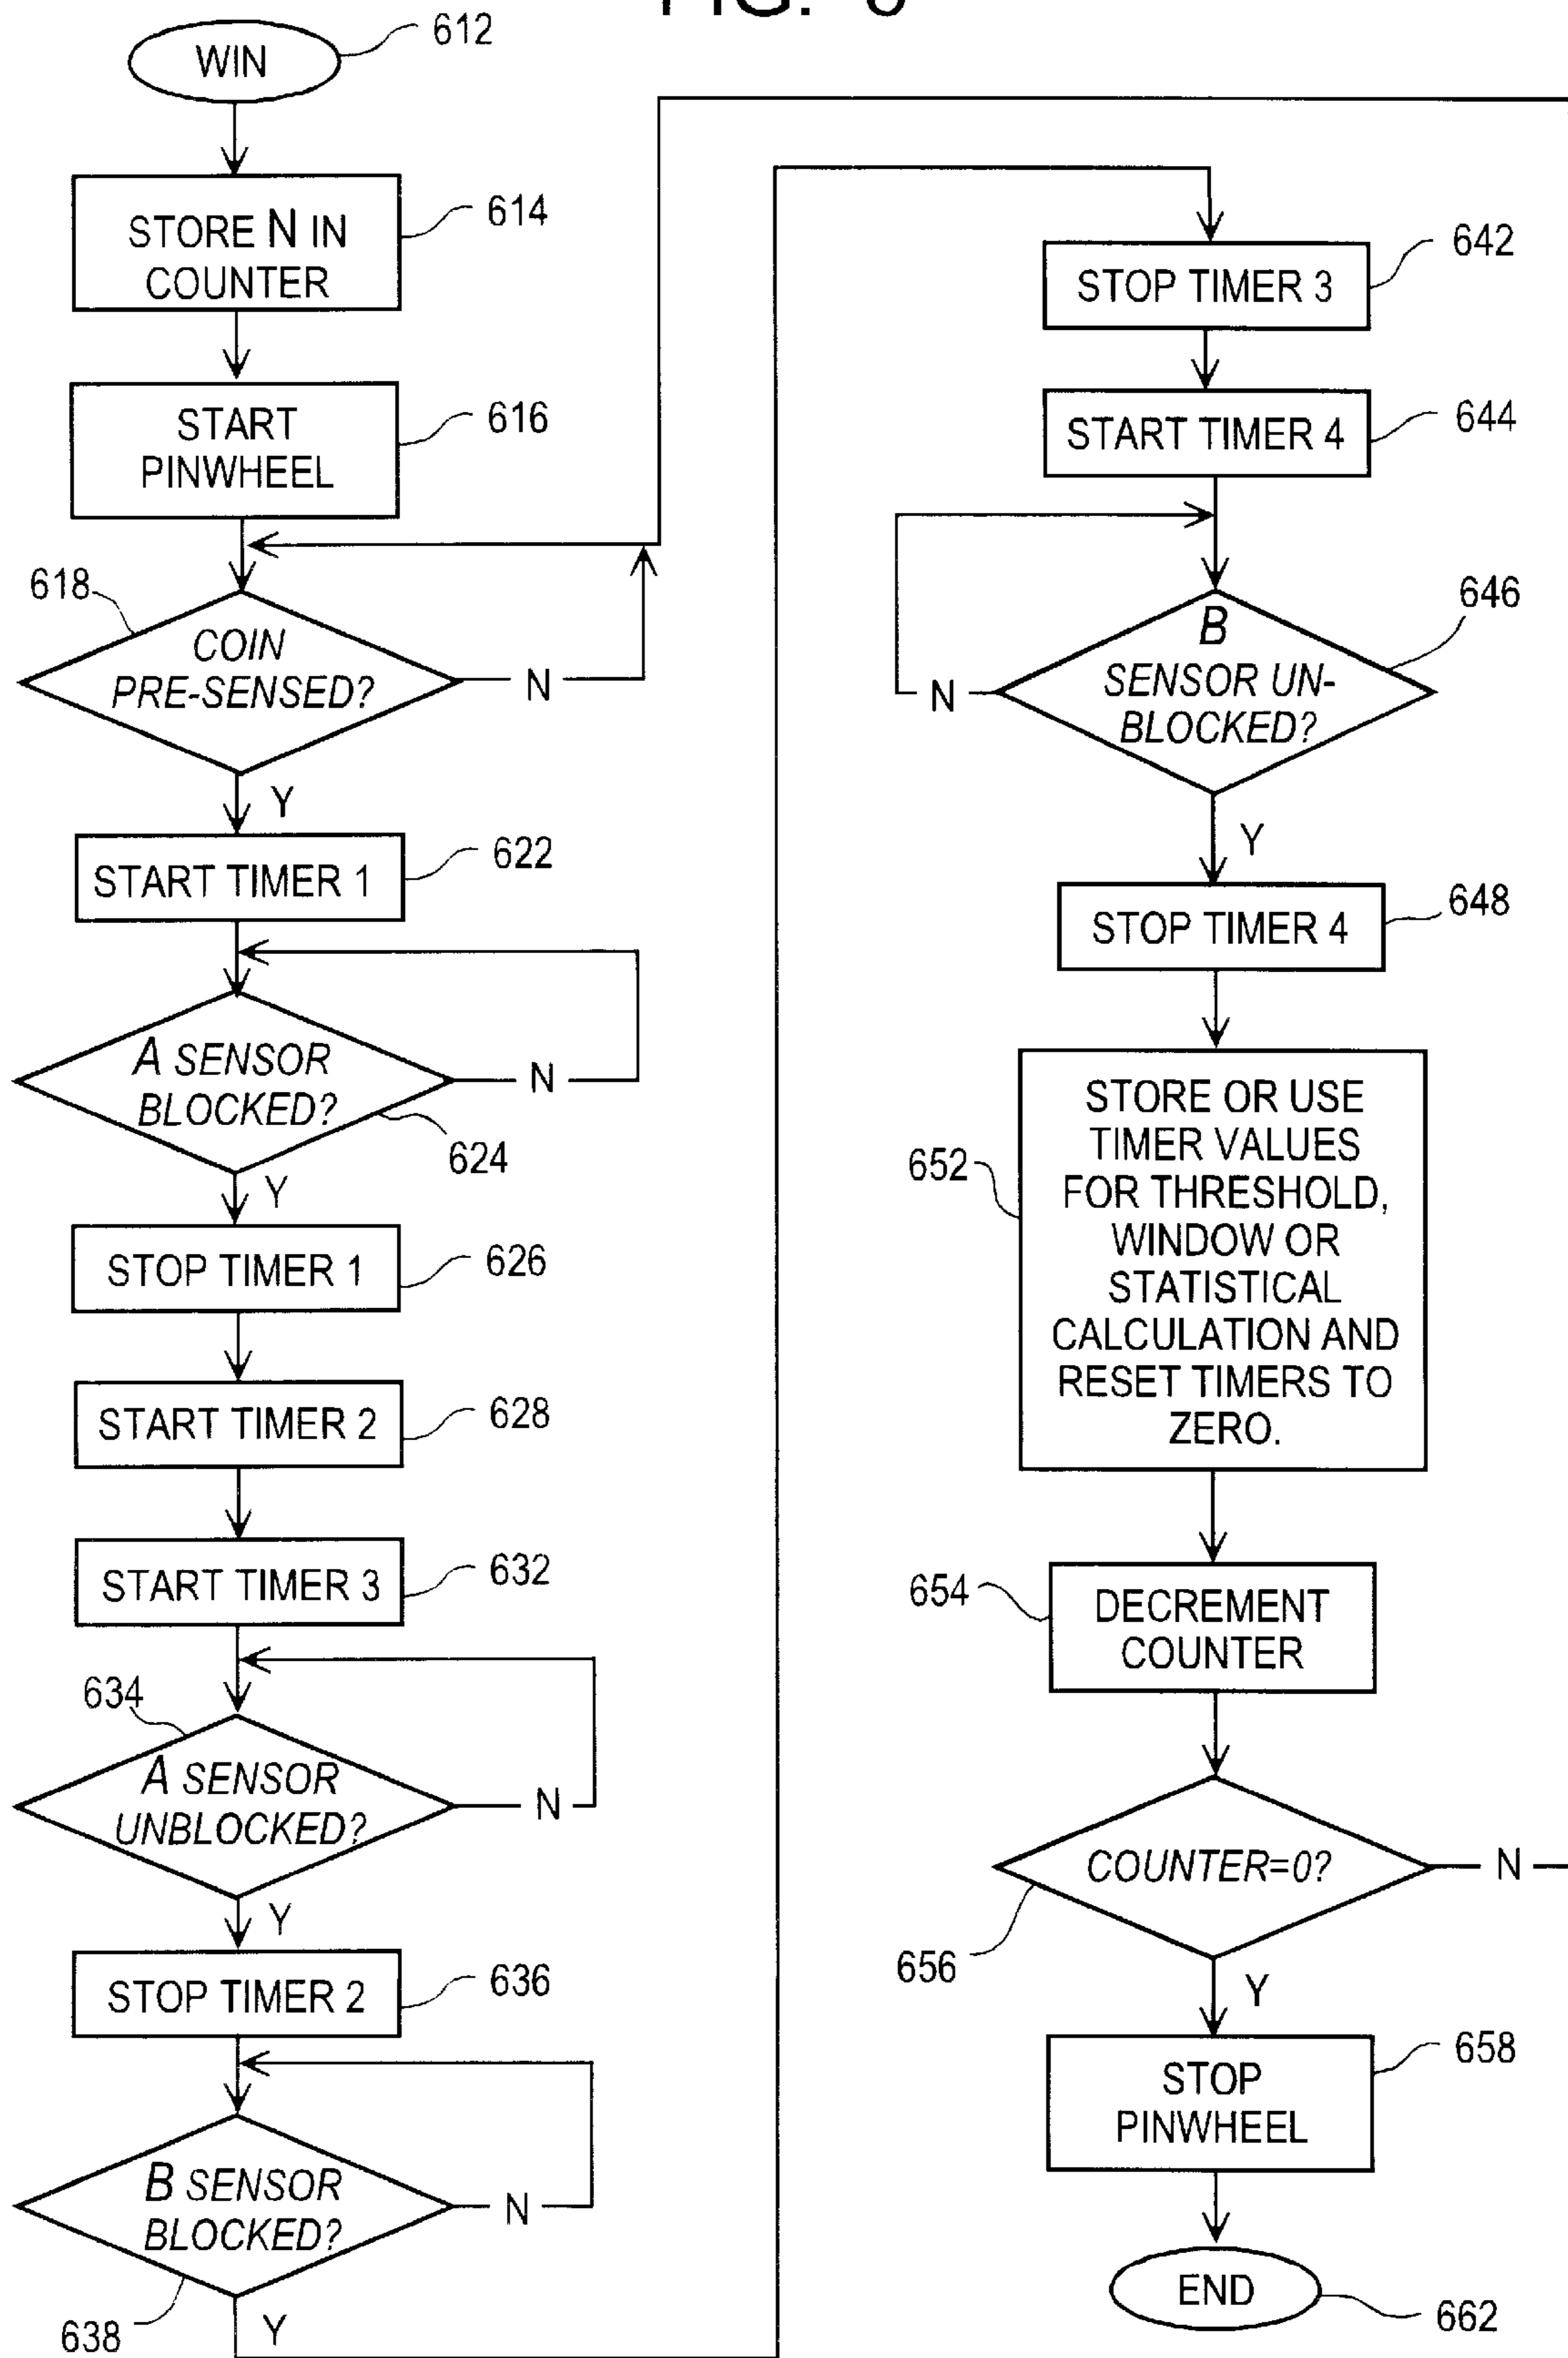 FIG.
WIN
612
STORE N IN
COUNTER
614
START
PINWHEEL
616
618
COIN
PRE-SENSED?
N
Y
START TIMER 1
622
A SENSOR
BLOCKED?
N
624
Y
STOP TIMER 1
626
START TIMER 2
628
START TIMER 3
632
634
A SENSOR
UNBLOCKED?
N
Y
STOP TIMER 2
636
B SENSOR
BLOCKED?
N
638
Y
STOP TIMER 3
642
START TIMER 4
644
646
B
SENSOR UN-
BLOCKED?
N
Y
STOP TIMER 4
648
652
STORE OR USE
TIMER VALUES
FOR THRESHOLD,
WINDOW OR
STATISTICAL
CALCULATION AND
RESET TIMERS TO
ZERO.
654
DECREMENT
COUNTER
COUNTER=0?
N
656
Y
STOP
PINWHEEL
658
END
662